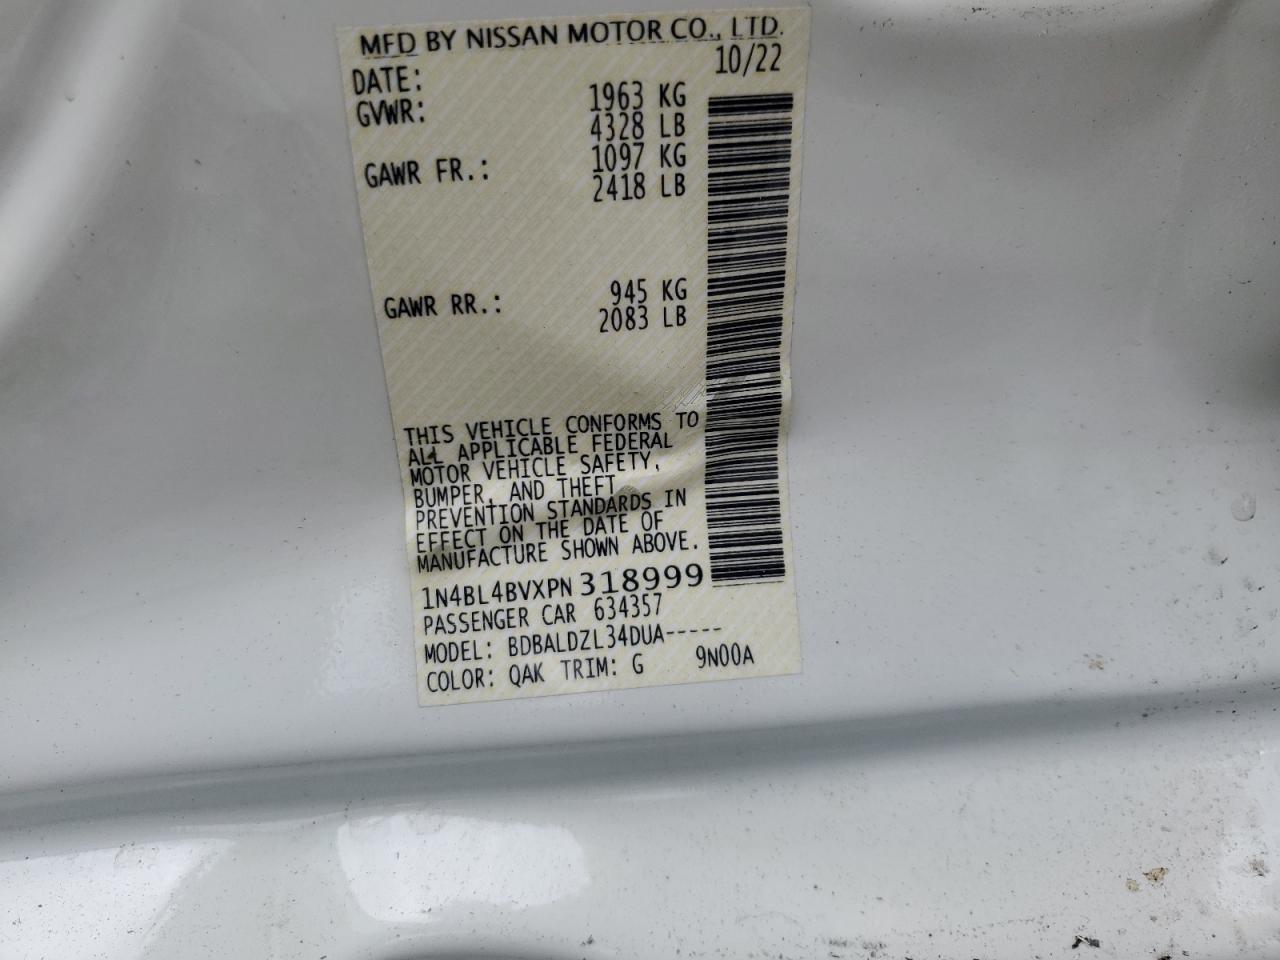 MFD BY NISSAN MOTOR CO., LTD.
DATE: 10/22
GVWR: 1963 KG
4328 LB
GAWR FR.: 1097 KG
2418 LB
GAWR RR.: 945 KG
2083 LB
THIS VEHICLE CONFORMS TO
ALL APPLICABLE FEDERAL
MOTOR VEHICLE SAFETY,
BUMPER, AND THEFT
PREVENTION STANDARDS IN
EFFECT ON THE DATE OF
MANUFACTURE SHOWN ABOVE.
1N4BL4BVXPN318999
PASSENGER CAR 634357
MODEL: BDBALDZL34DUA-----
COLOR: QAK TRIM: G 9N00A